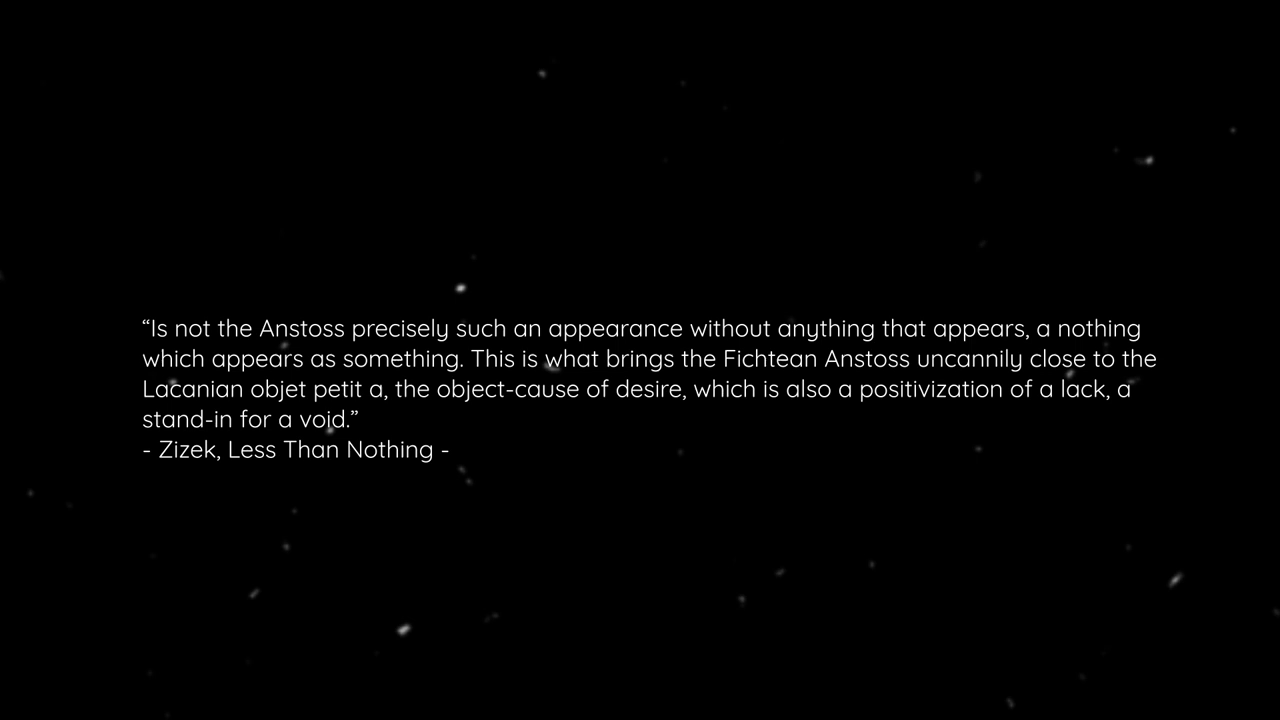 “Is not the Anstoss precisely such an appearance without anything that appears, a nothing
which appears as something. This is what brings the Fichtean Anstoss uncannily close to the
Lacanian objet petit a, the object-cause of desire, which is also a positivization of a lack, a
stand-in for a void.”
- Zizek, Less Than Nothing -